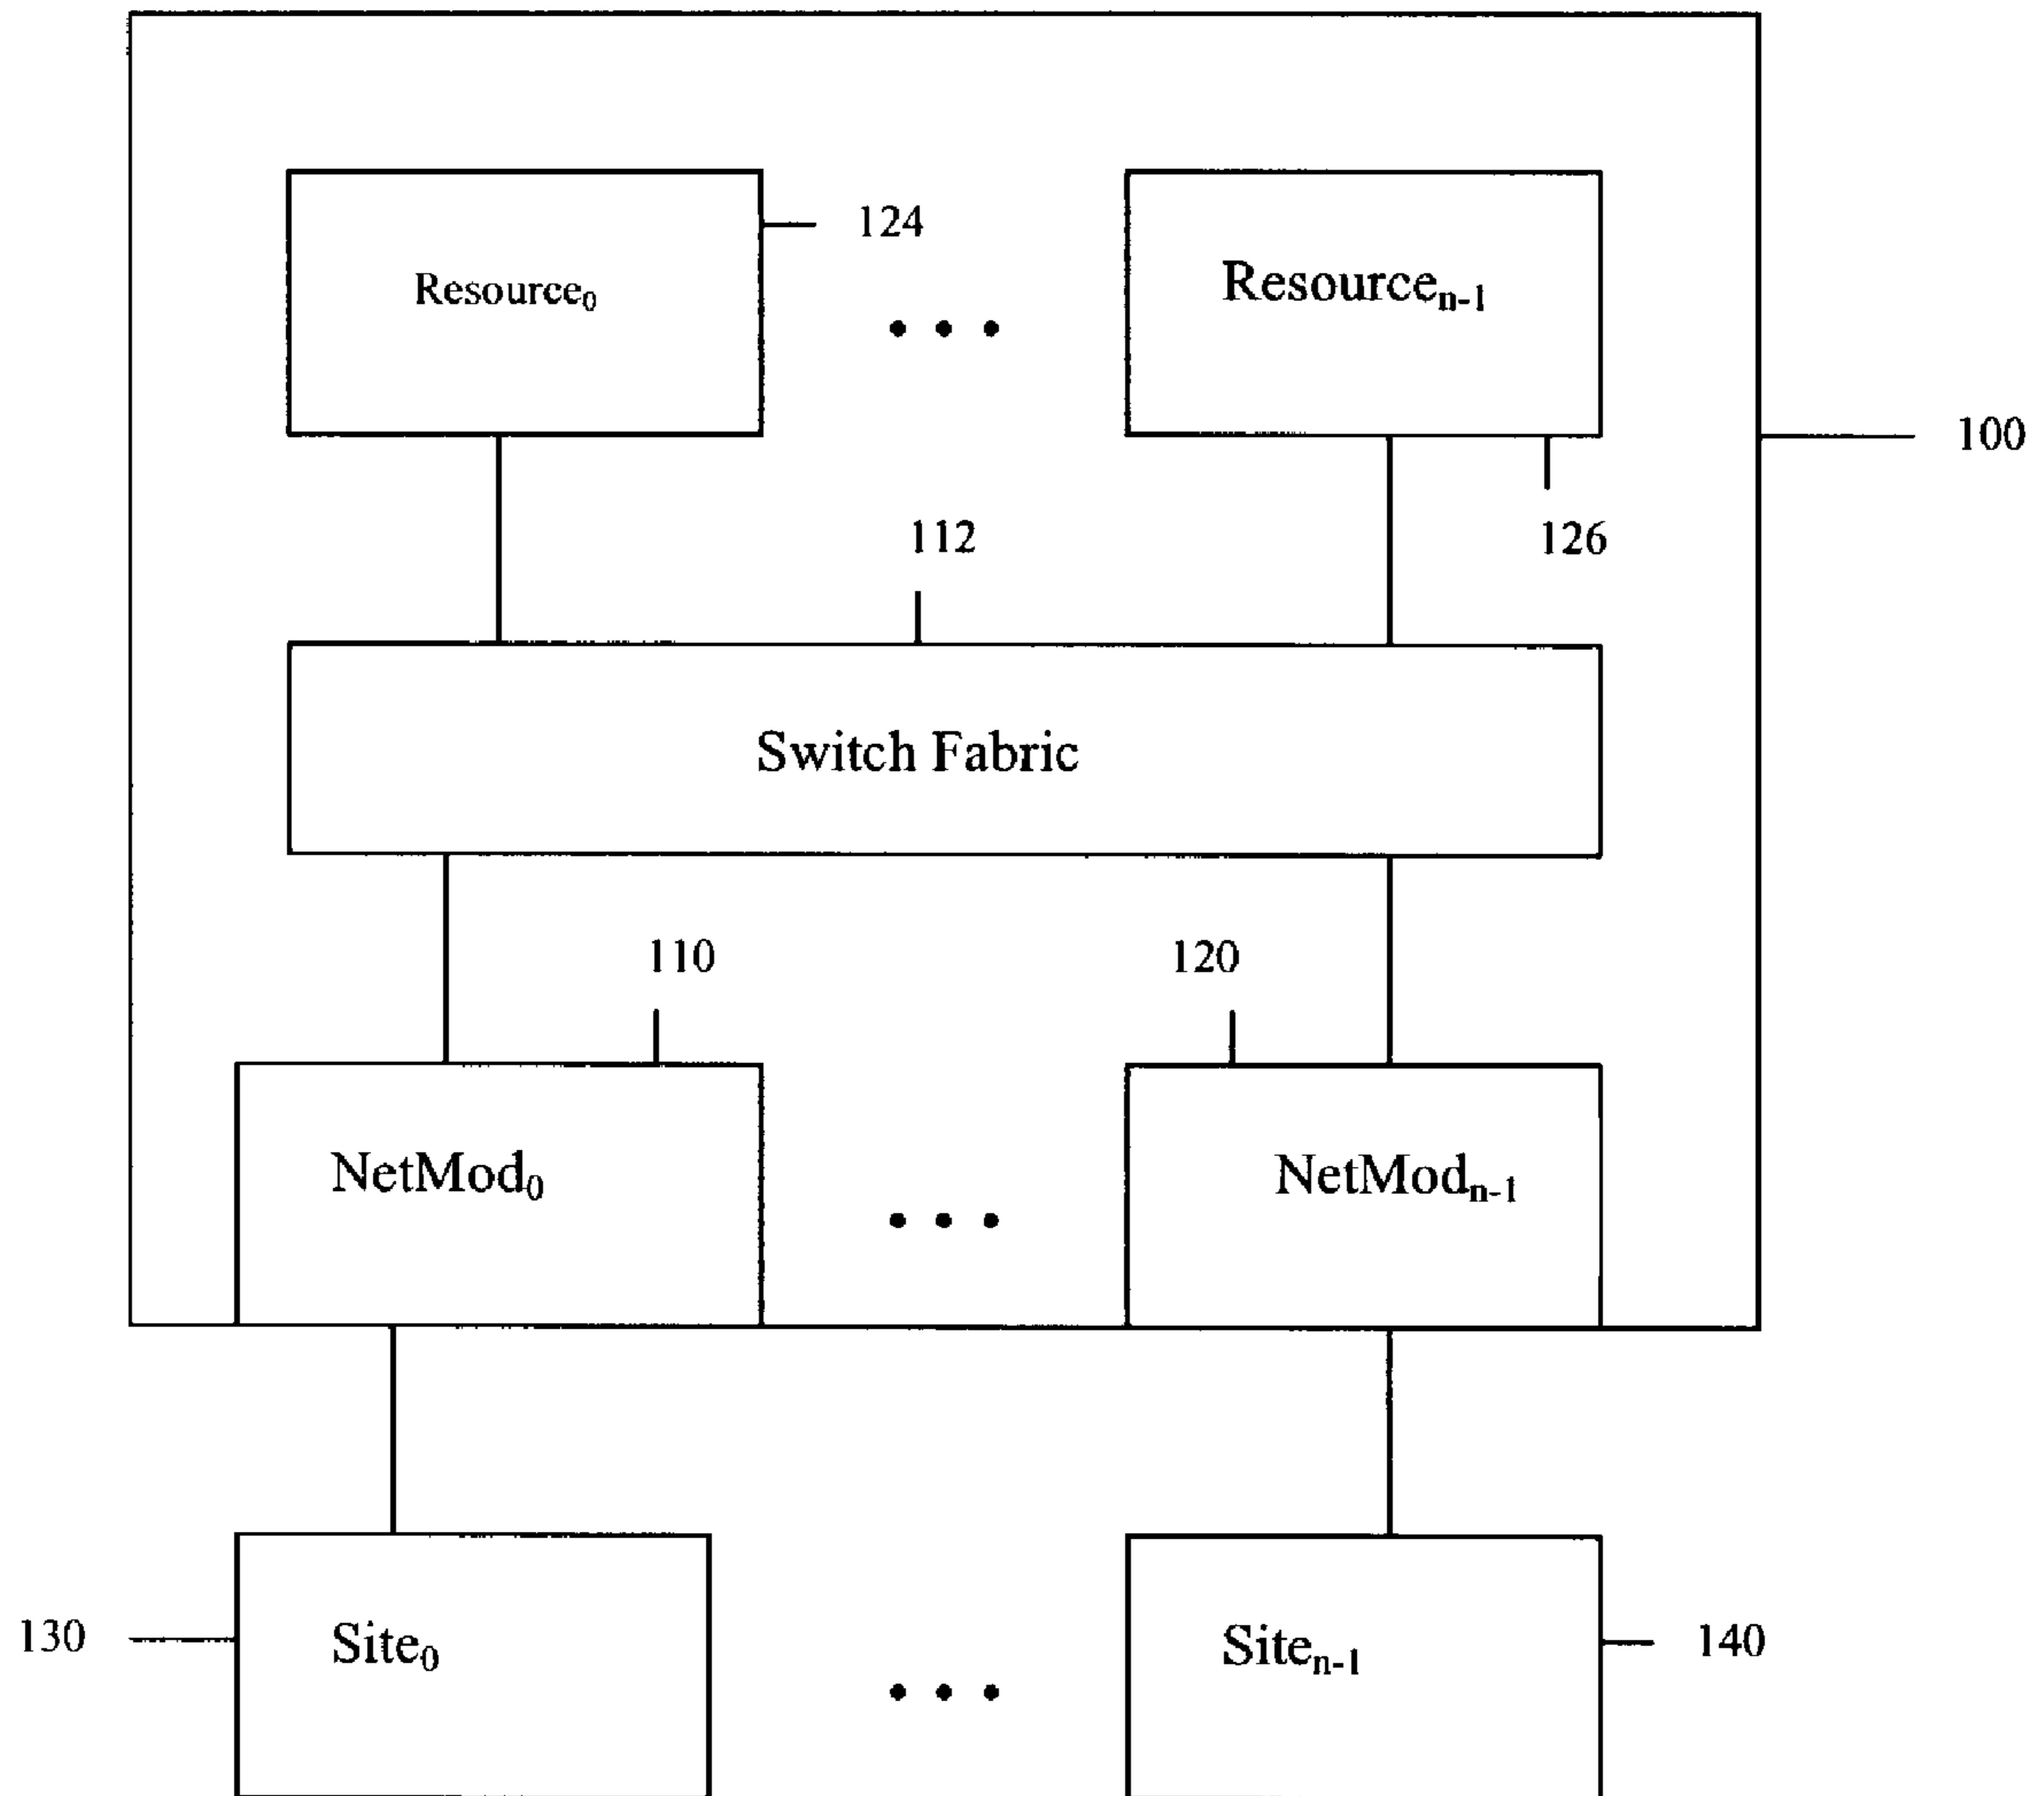 124
Resource₀
Resourceₙ₋₁
100
112
126
Switch Fabric
110
120
NetMod₀
NetModₙ₋₁
130
Site₀
Siteₙ₋₁
140